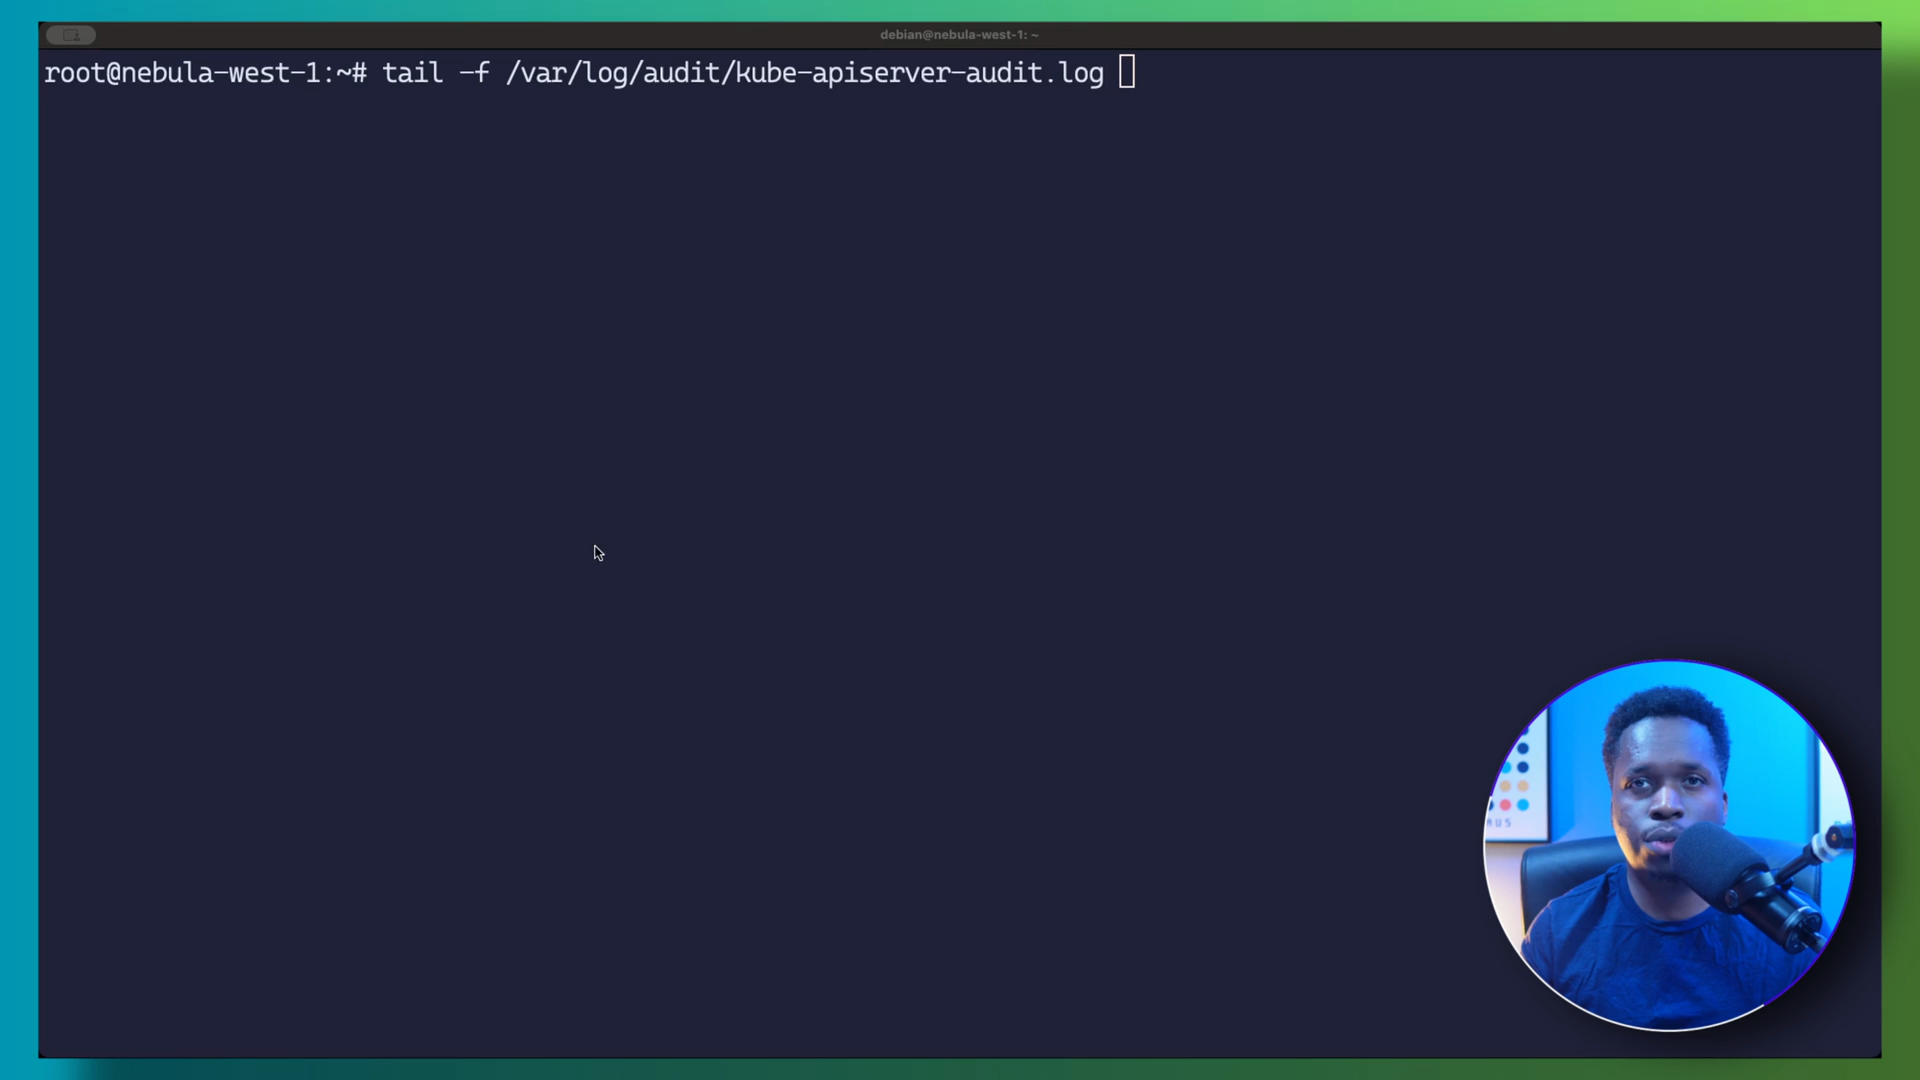 debian@nebula-west-1: ~
root@nebula-west-1:~# tail -f /var/log/audit/kube-apiserver-audit.log